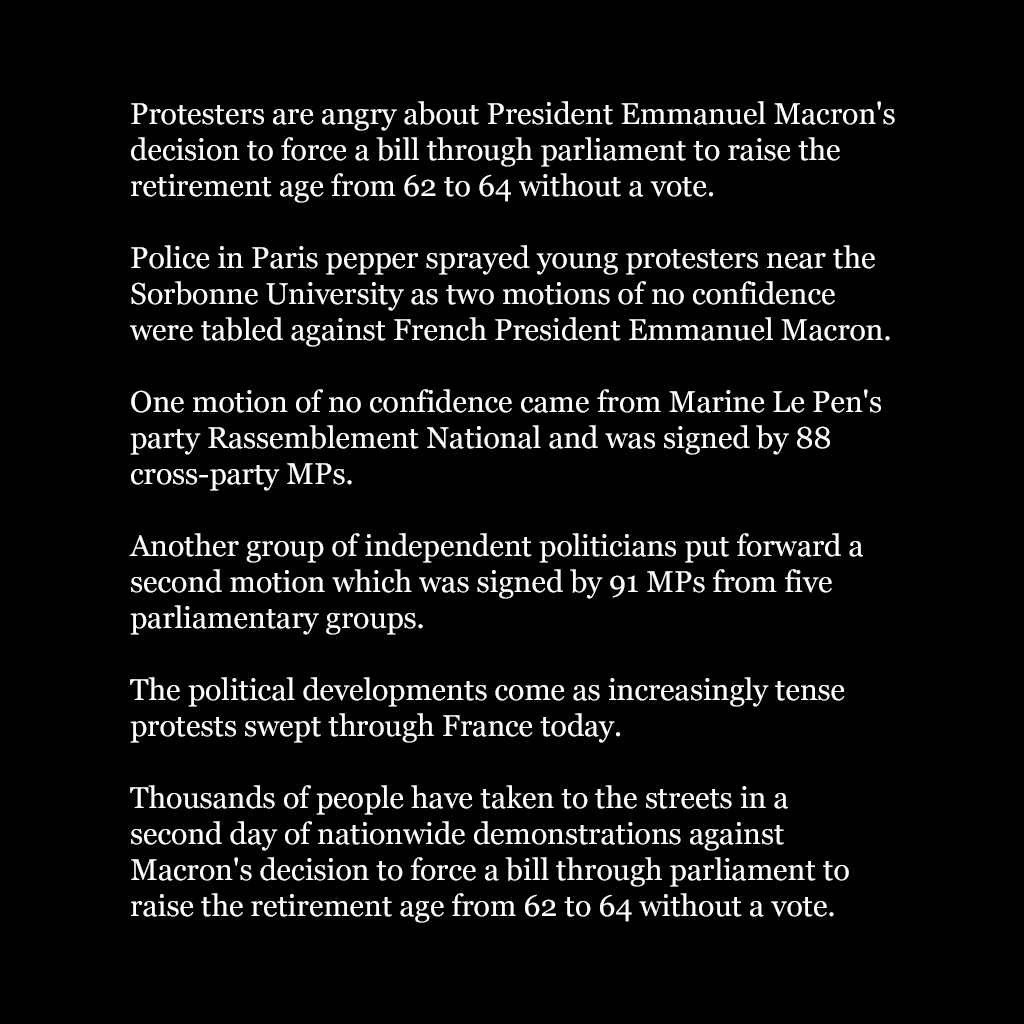 Protesters are angry about President Emmanuel Macron's
decision to force a bill through parliament to raise the
retirement age from 62 to 64 without a vote.
Police in Paris pepper sprayed young protesters near the
Sorbonne University as two motions of no confidence
were tabled against French President Emmanuel Macron.
One motion of no confidence came from Marine Le Pen's
party Rassemblement National and was signed by 88
cross-party MPs.
Another group of independent politicians put forward a
second motion which was signed by 91 MPs from five
parliamentary groups.
The political developments come as increasingly tense
protests swept through France today.
Thousands of people have taken to the streets in a
second day of nationwide demonstrations against
Macron's decision to force a bill through parliament to
raise the retirement age from 62 to 64 without a vote.